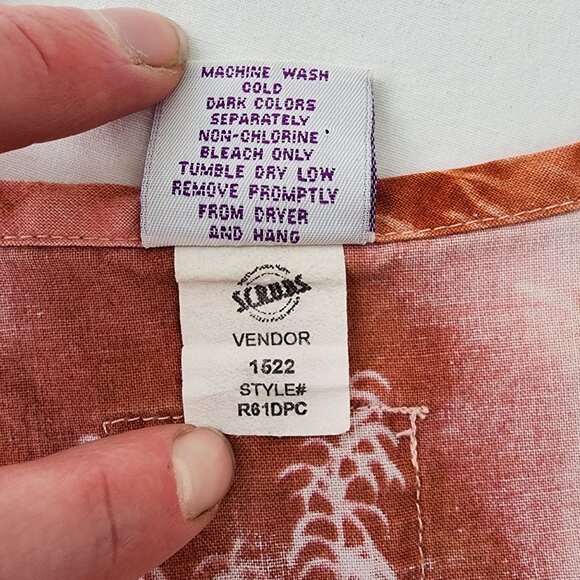 MACHINE WASH
COLD
DARK COLORS
SEPARATELY
NON-CHLORINE
BLEACH ONLY
TUMBLE DRY LOW
REMOVE PROMPTLY
FROM DRYER
AND HANG
S.C.R.U.B.S.
VENDOR
1522
STYLE#
R61DPC